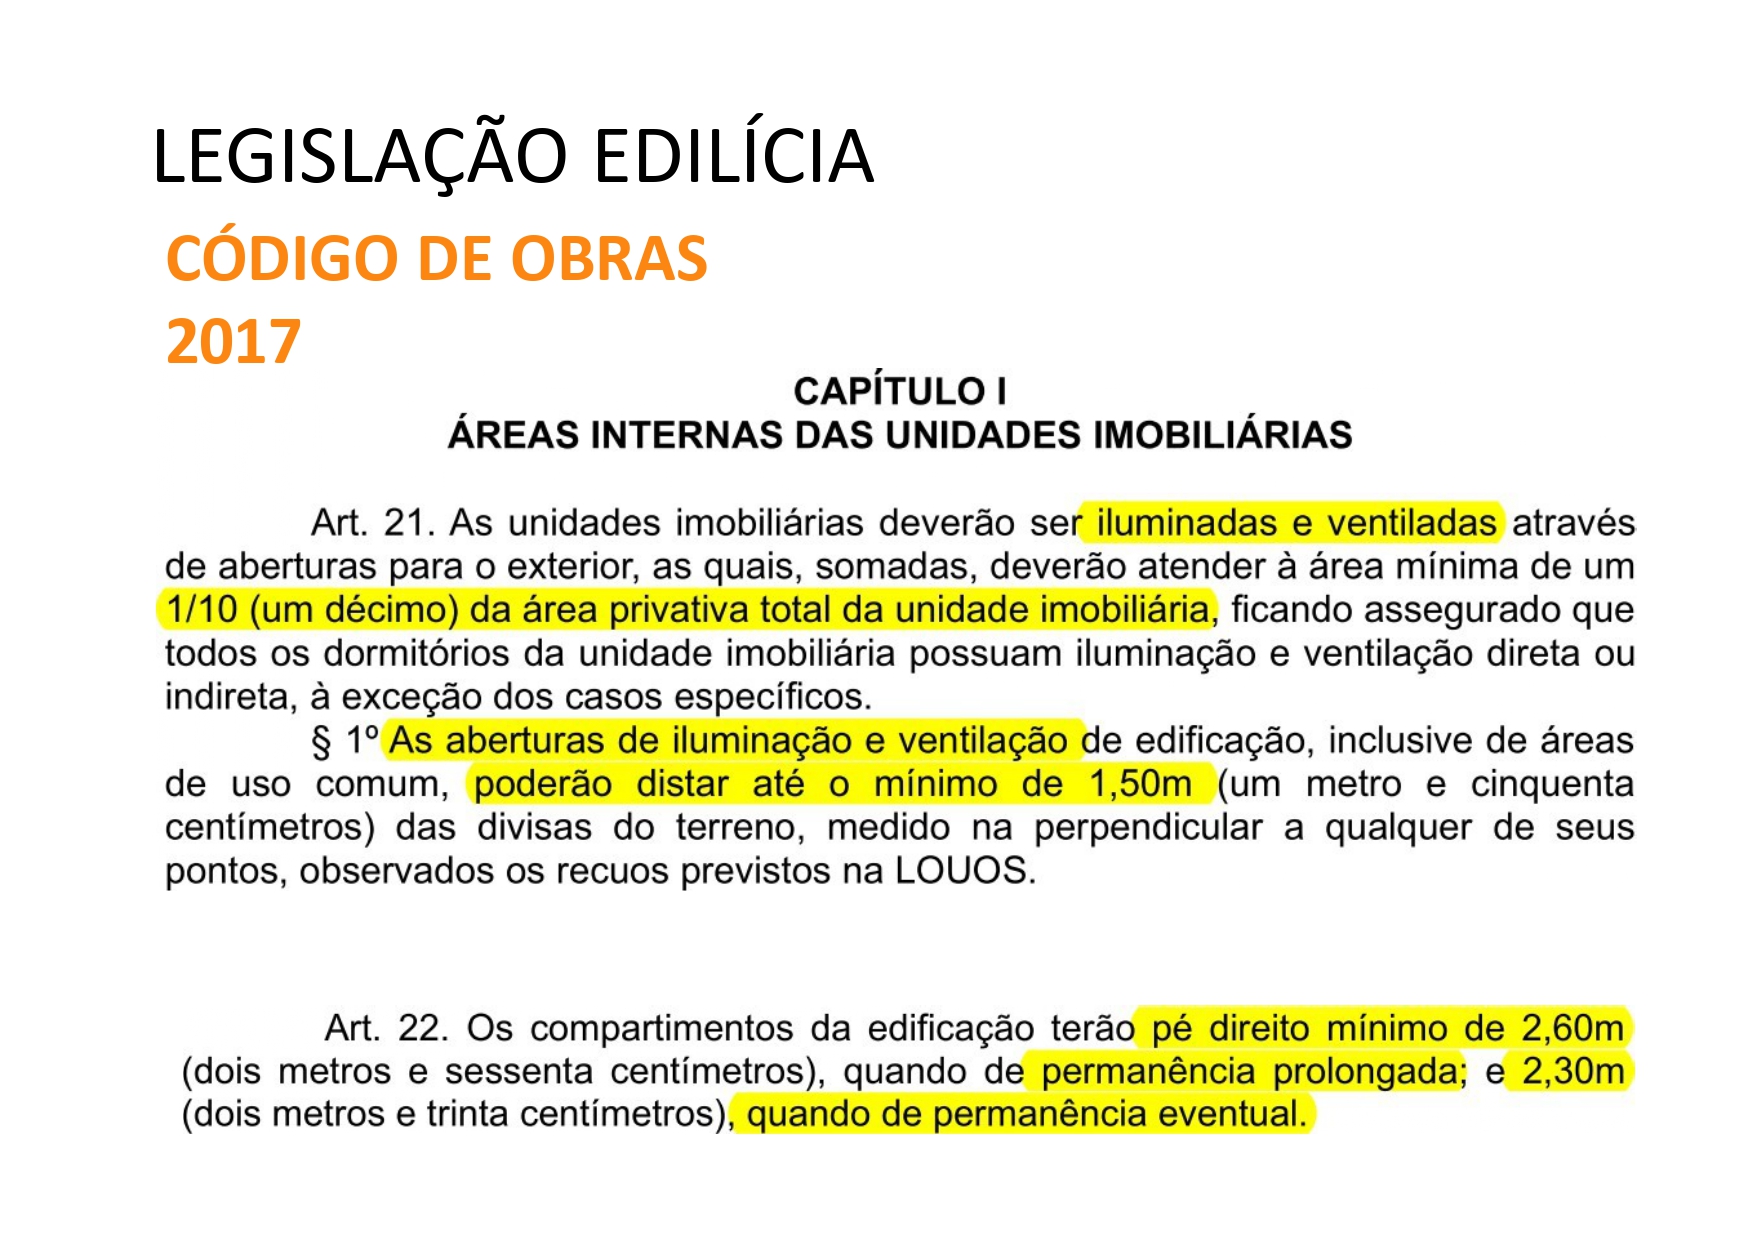 LEGISLAÇÃO EDILÍCIA
CÓDIGO DE OBRAS
2017
CAPÍTULO I
ÁREAS INTERNAS DAS UNIDADES IMOBILIÁRIAS
Art. 21. As unidades imobiliárias deverão ser iluminadas e ventiladas através
de aberturas para o exterior, as quais, somadas, deverão atender à área mínima de um
1/10 (um décimo) da área privativa total da unidade imobiliária, ficando assegurado que
todos os dormitórios da unidade imobiliária possuam iluminação e ventilação direta ou
indireta, à exceção dos casos específicos.
§ 1º As aberturas de iluminação e ventilação de edificação, inclusive de áreas
de uso comum, poderão distar até o mínimo de 1,50m (um metro e cinquenta
centímetros) das divisas do terreno, medido na perpendicular a qualquer de seus
pontos, observados os recuos previstos na LOUOS.
Art. 22. Os compartimentos da edificação terão pé direito mínimo de 2,60m
(dois metros e sessenta centímetros), quando de permanência prolongada; e 2,30m
(dois metros e trinta centímetros), quando de permanência eventual.